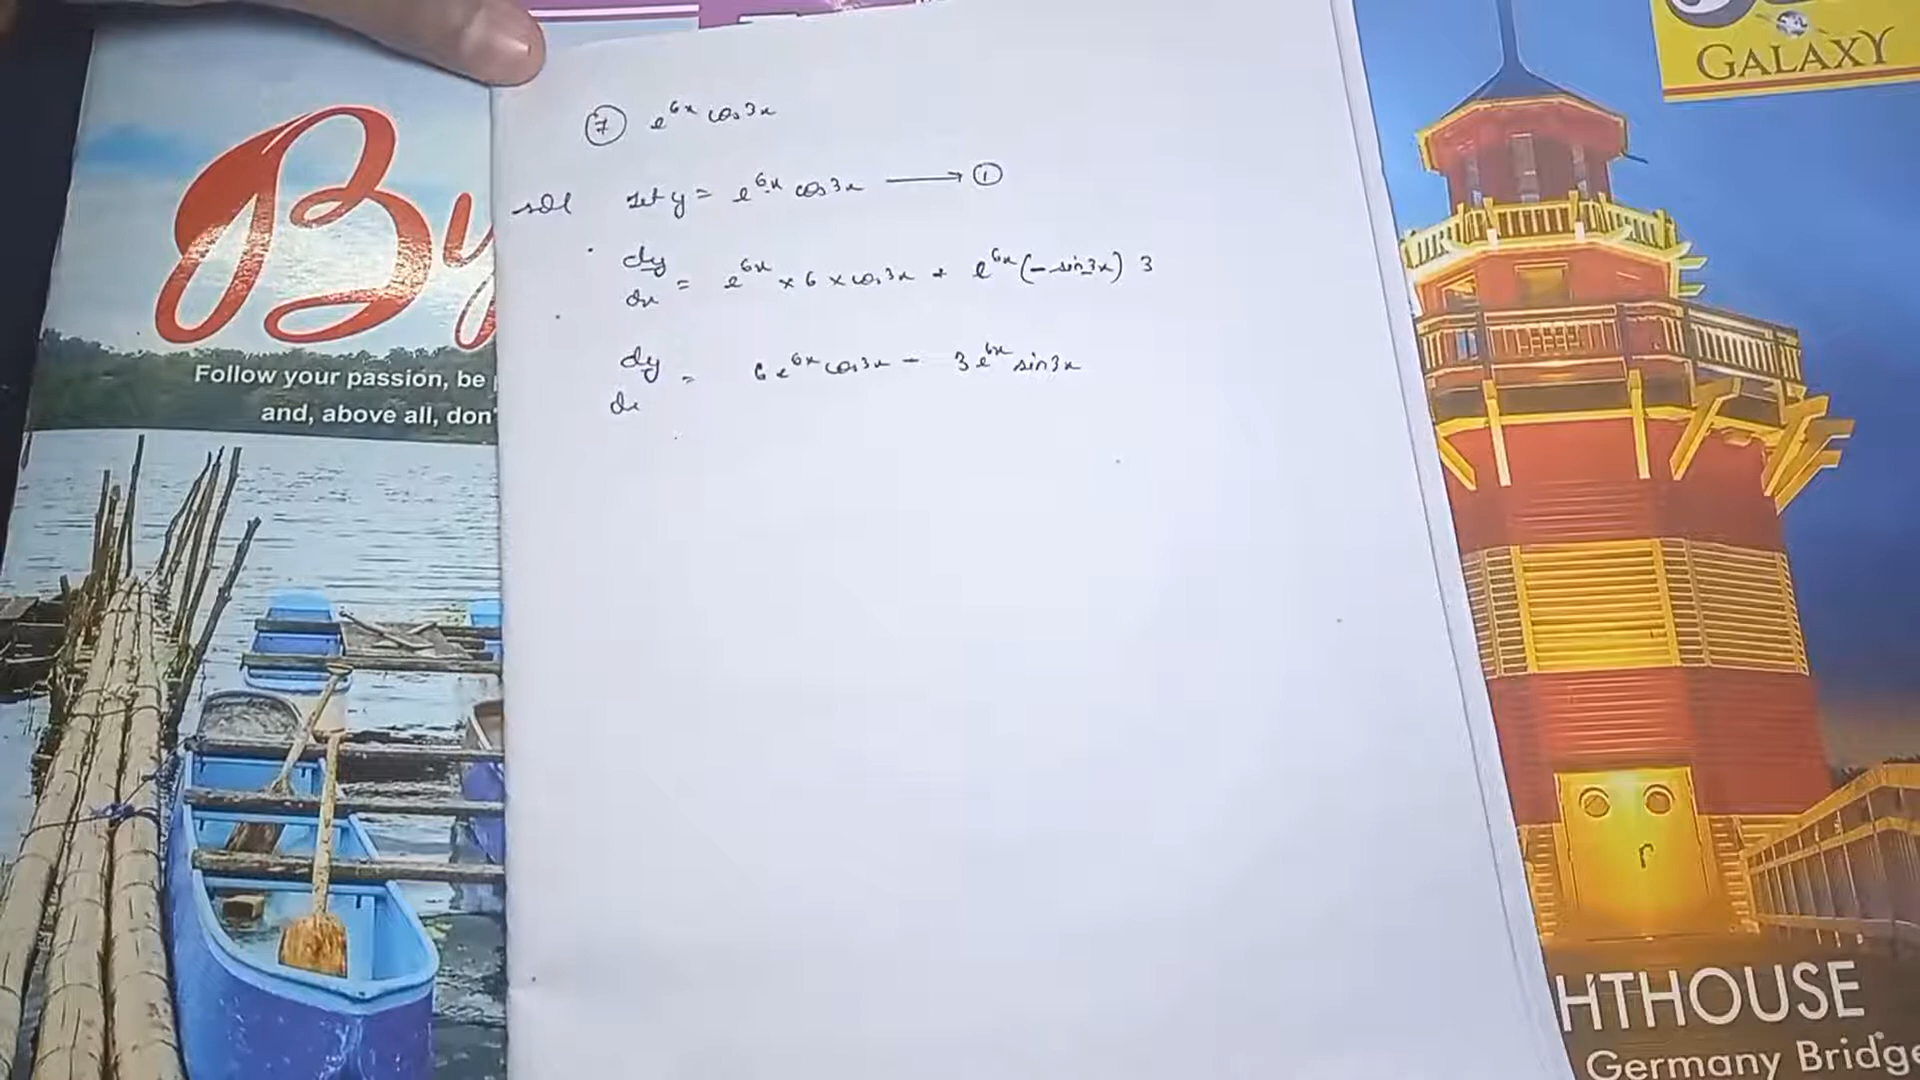 By
Follow your passion, be
and, above all, don'
⑦ e^{6x} cos3x
sol let y = e^{6x} cos3x ⟶ ①
dy/dx = e^{6x} × 6 × cos3x + e^{6x}(-sin3x) 3
dy/dx = 6e^{6x} cos3x - 3e^{6x} sin3x
GALAXY
HTHOUSE
Germany Bridge